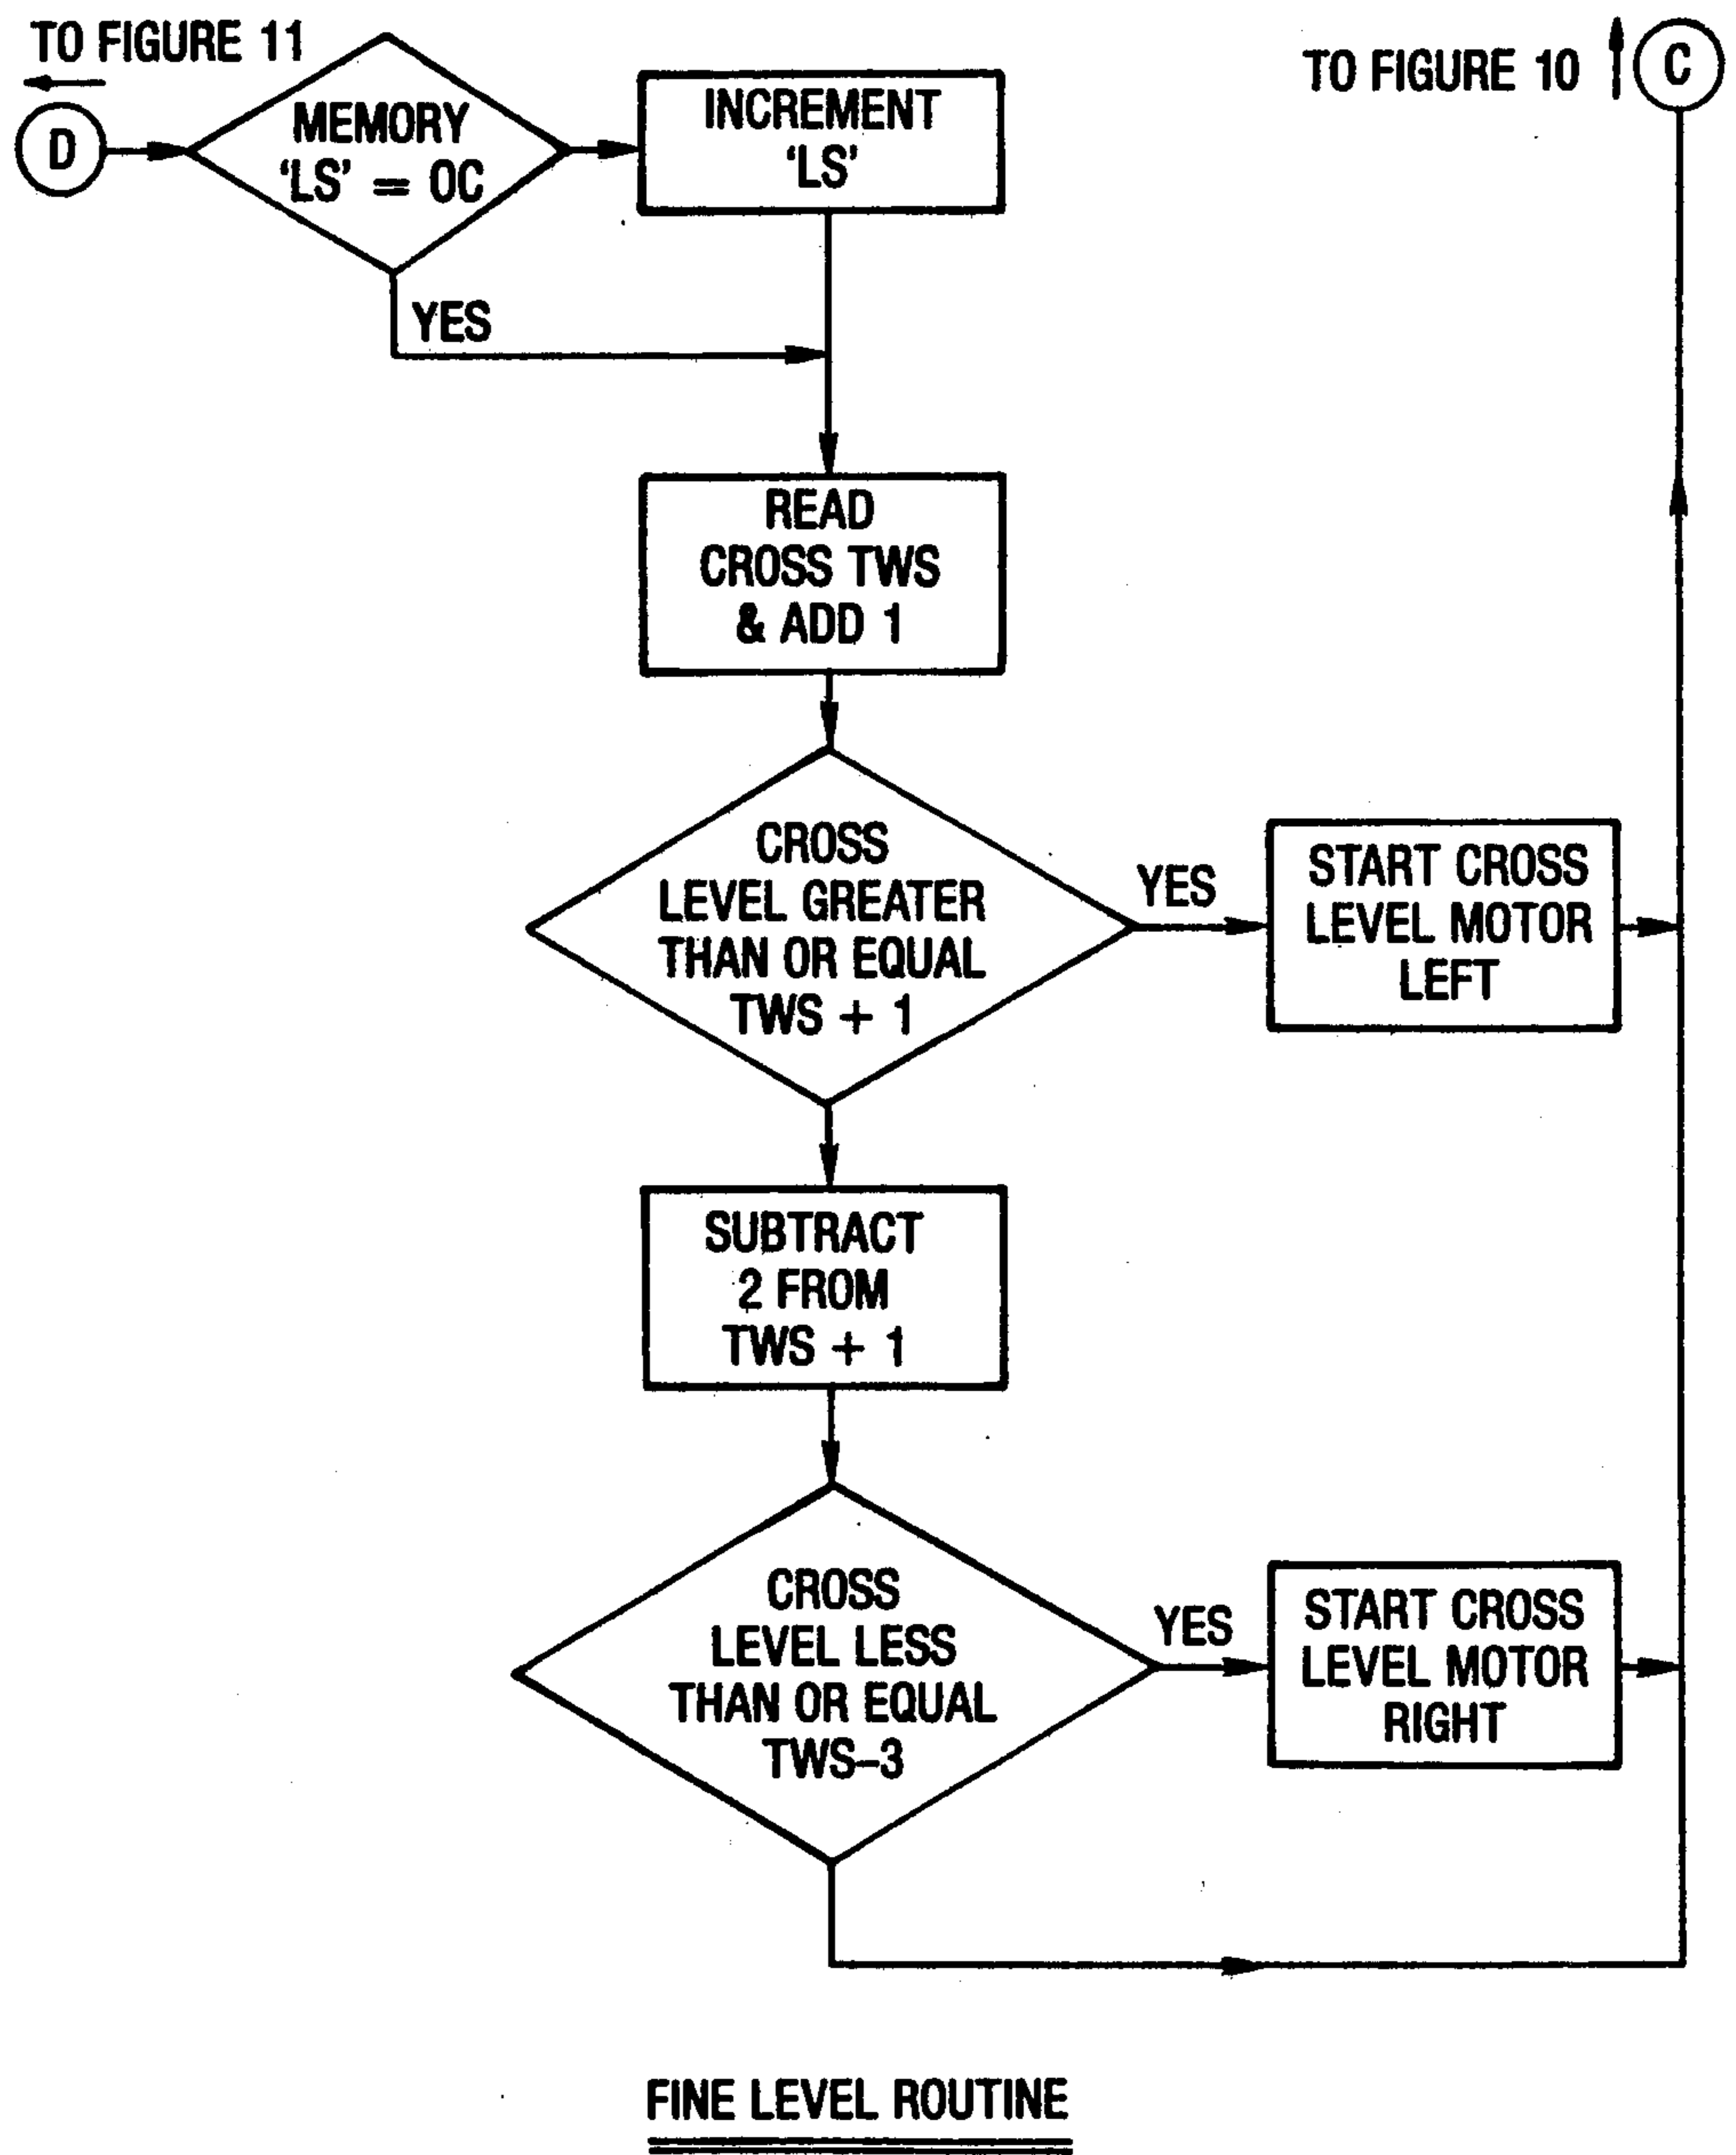 TO FIGURE 11
D
MEMORY
‘LS’ = 0C
INCREMENT
‘LS’
TO FIGURE 10
C
YES
READ
CROSS TWS
& ADD 1
CROSS
LEVEL GREATER
THAN OR EQUAL
TWS + 1
YES
START CROSS
LEVEL MOTOR
LEFT
SUBTRACT
2 FROM
TWS + 1
CROSS
LEVEL LESS
THAN OR EQUAL
TWS-3
YES
START CROSS
LEVEL MOTOR
RIGHT
FINE LEVEL ROUTINE